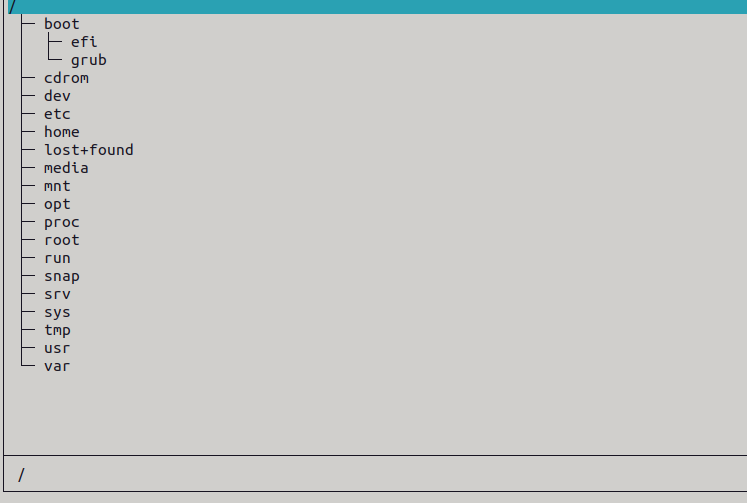 /
boot
efi
grub
cdrom
dev
etc
home
lost+found
media
mnt
opt
proc
root
run
snap
srv
sys
tmp
usr
var
/